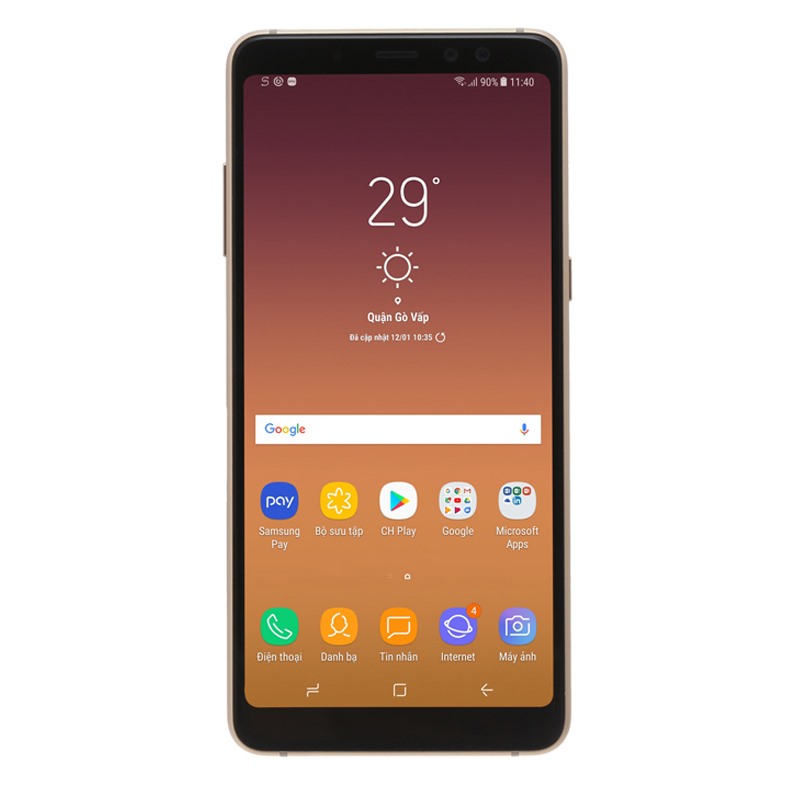 90% 11:40
29°
Quận Gò Vấp
Đã cập nhật 12/01 10:35
Google
pay
Samsung Pay
Bộ sưu tập
CH Play
Google
Microsoft Apps
4
Điện thoại
Danh bạ
Tin nhắn
Internet
Máy ảnh